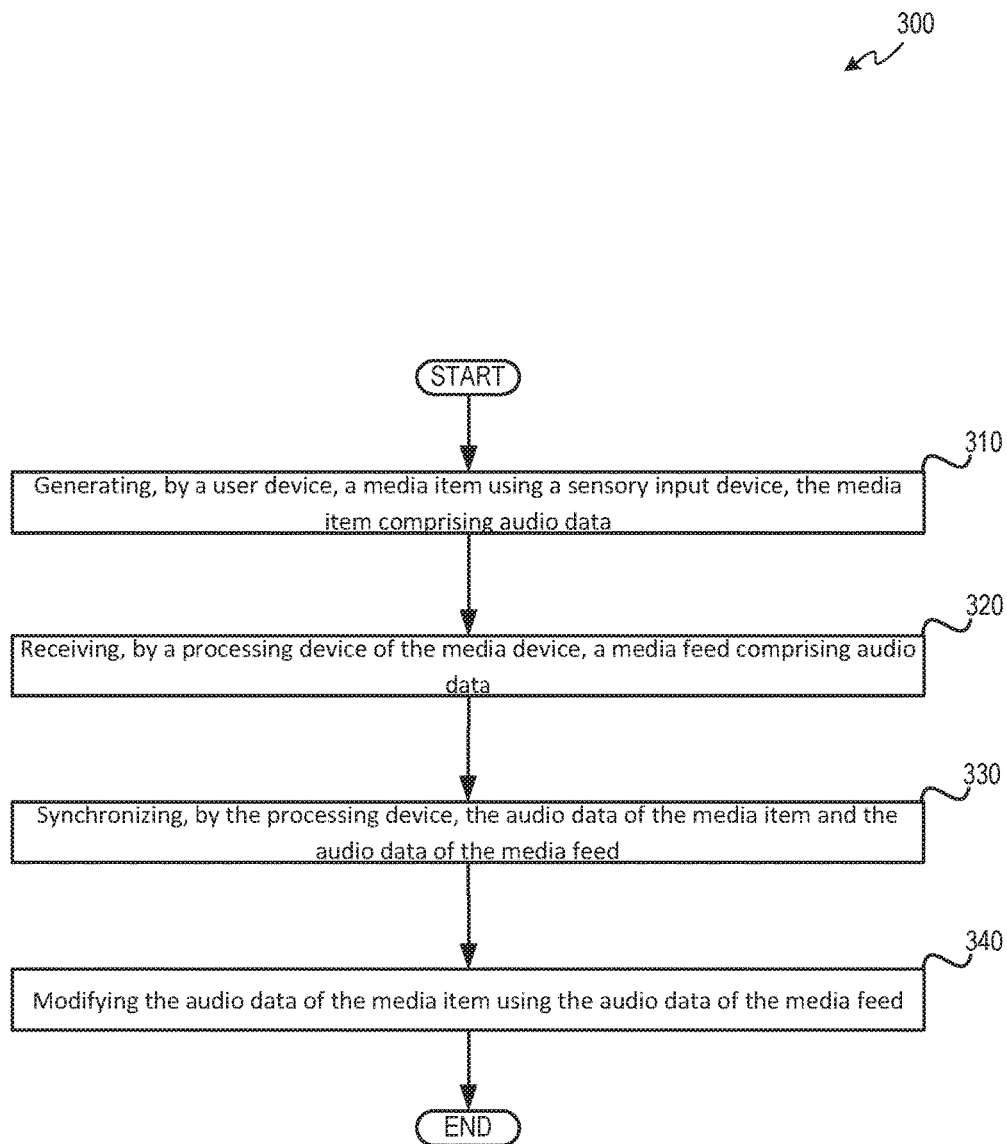 300
START
310
Generating, by a user device, a media item using a sensory input device, the media
item comprising audio data
320
Receiving, by a processing device of the media device, a media feed comprising audio
data
330
Synchronizing, by the processing device, the audio data of the media item and the
audio data of the media feed
340
Modifying the audio data of the media item using the audio data of the media feed
END